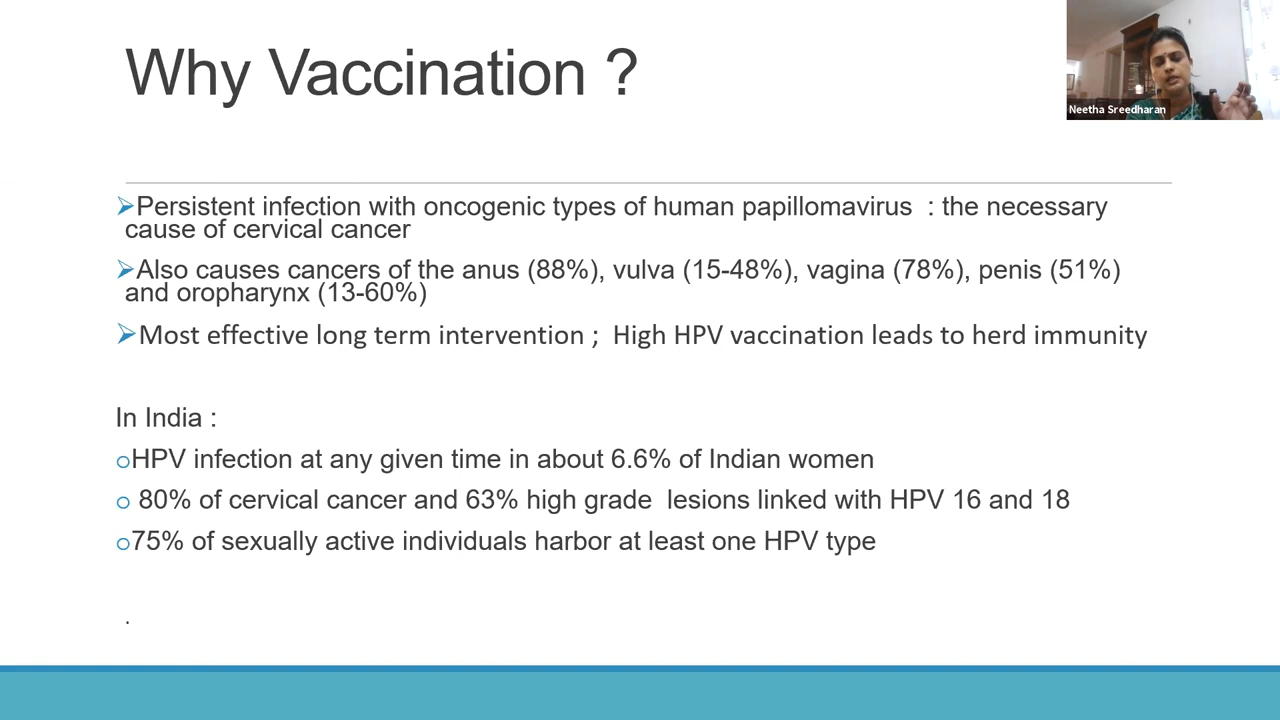 Why Vaccination ?
Neetha Sreedharan
➢Persistent infection with oncogenic types of human papillomavirus  : the necessary
cause of cervical cancer
➢Also causes cancers of the anus (88%), vulva (15-48%), vagina (78%), penis (51%)
and oropharynx (13-60%)
➢Most effective long term intervention ;  High HPV vaccination leads to herd immunity
In India :
oHPV infection at any given time in about 6.6% of Indian women
o 80% of cervical cancer and 63% high grade  lesions linked with HPV 16 and 18
o75% of sexually active individuals harbor at least one HPV type
.